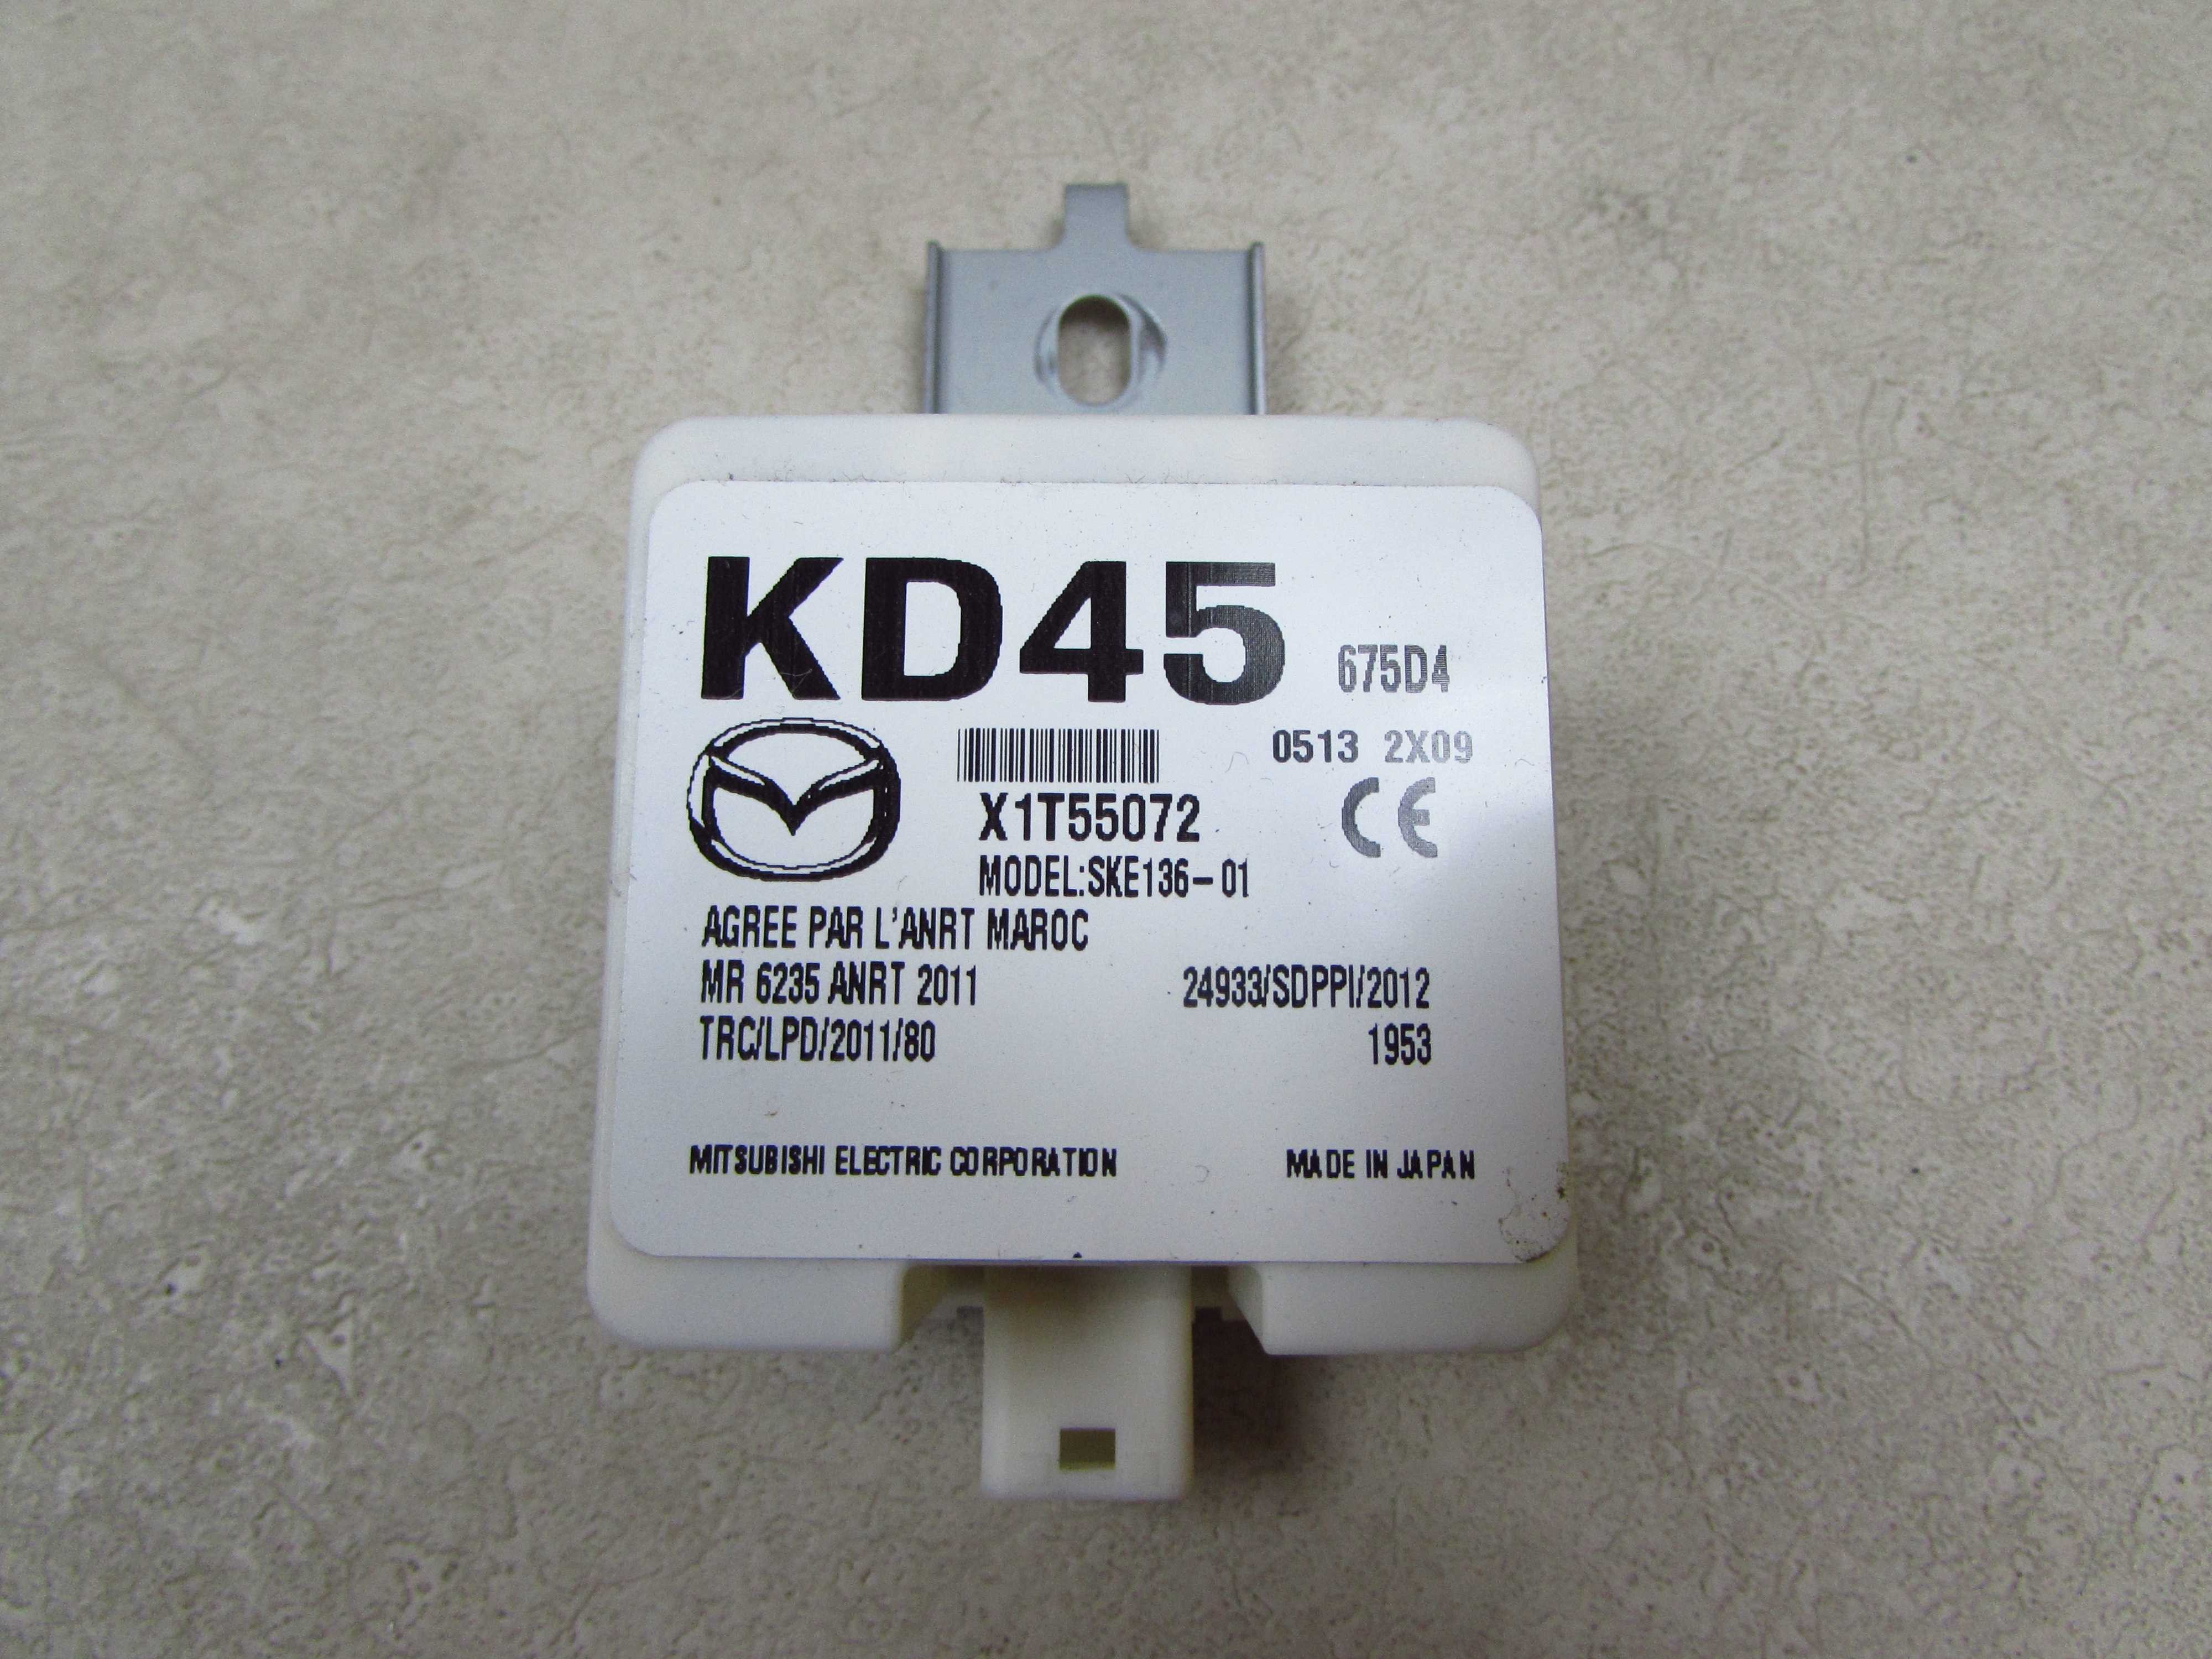 KD45 675D4
0513 2X09
X1T55072 CE
MODEL:SKE136-01
AGREE PAR L'ANRT MAROC
MR 6235 ANRT 2011 24933/SDPPI/2012
TRC/LPD/2011/80 1953
MITSUBISHI ELECTRIC CORPORATION MADE IN JAPAN